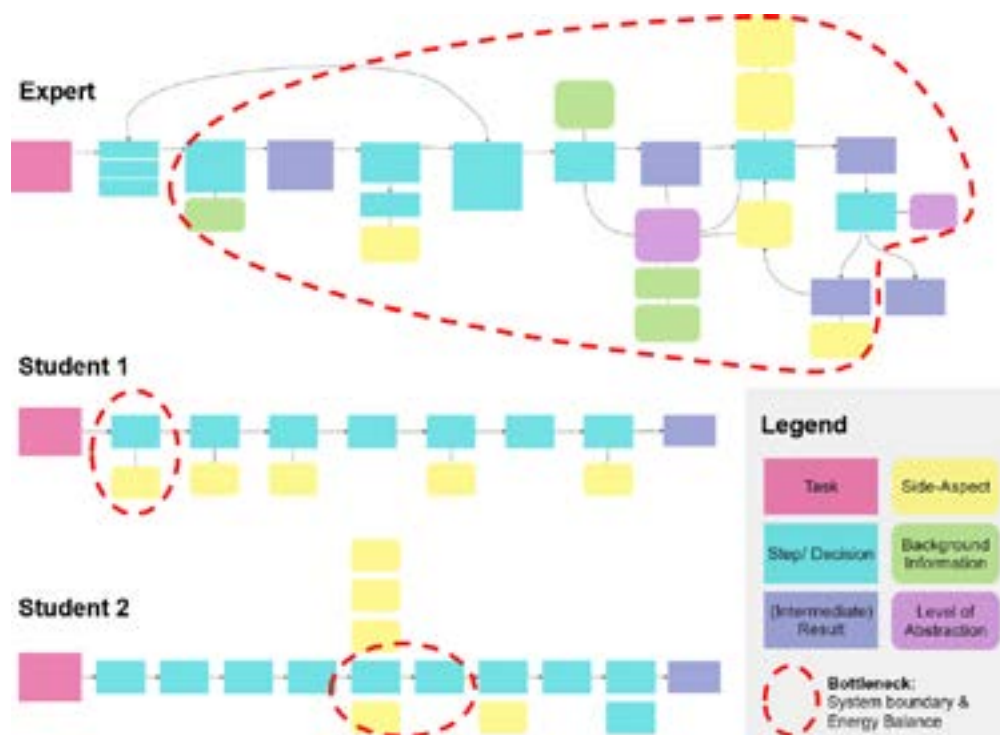 Expert
Student 1
Student 2
Legend
Task
Side-Aspect
Step/ Decision
Background
Information
(Intermediate)
Result
Level of
Abstraction
Bottleneck:
System boundary &
Energy Balance